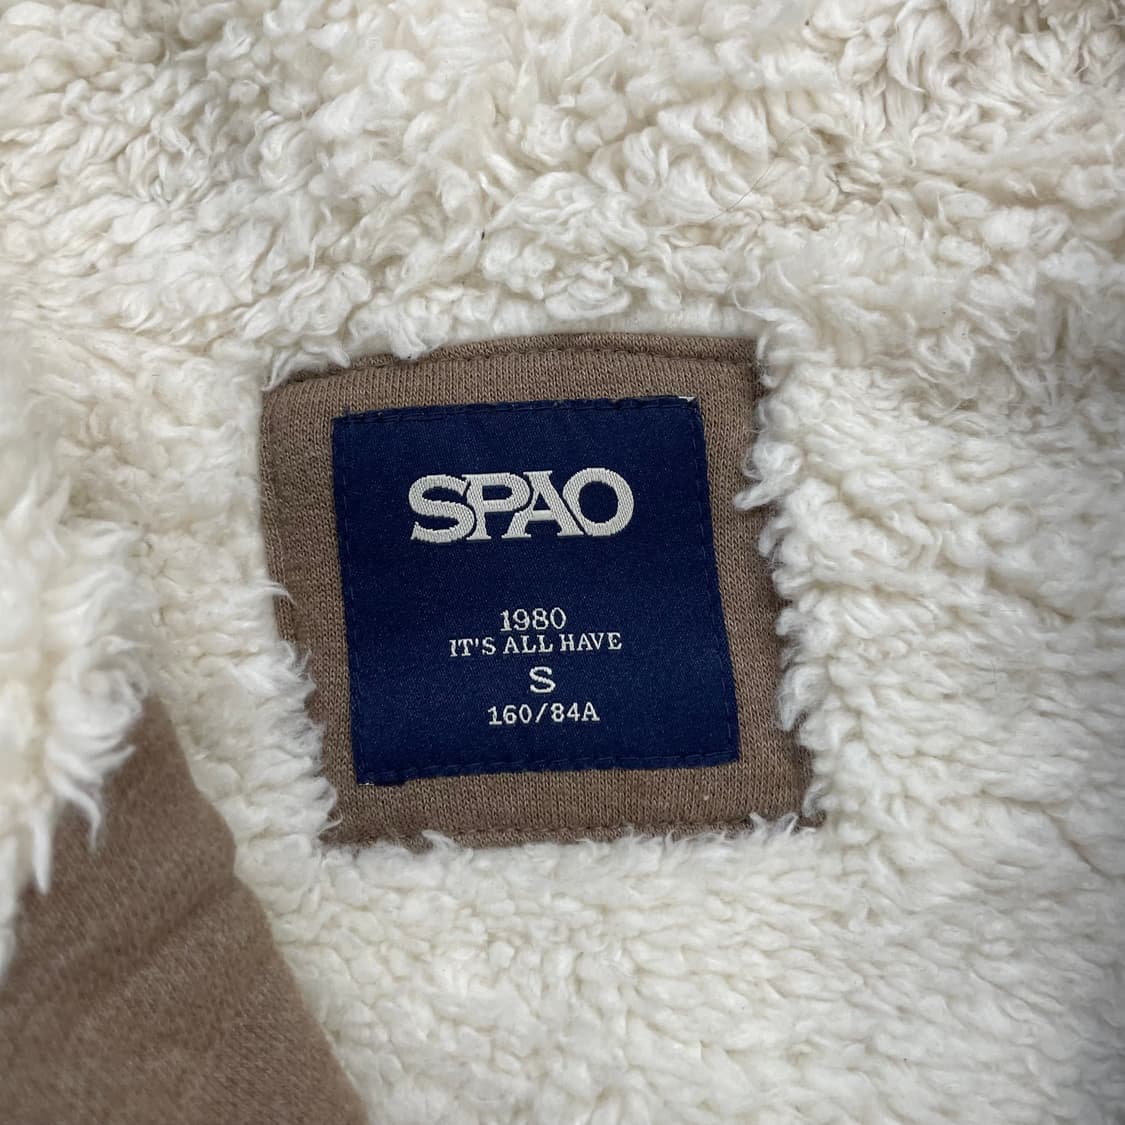 SPAO
1980
IT'S ALL HAVE
S
160/84A